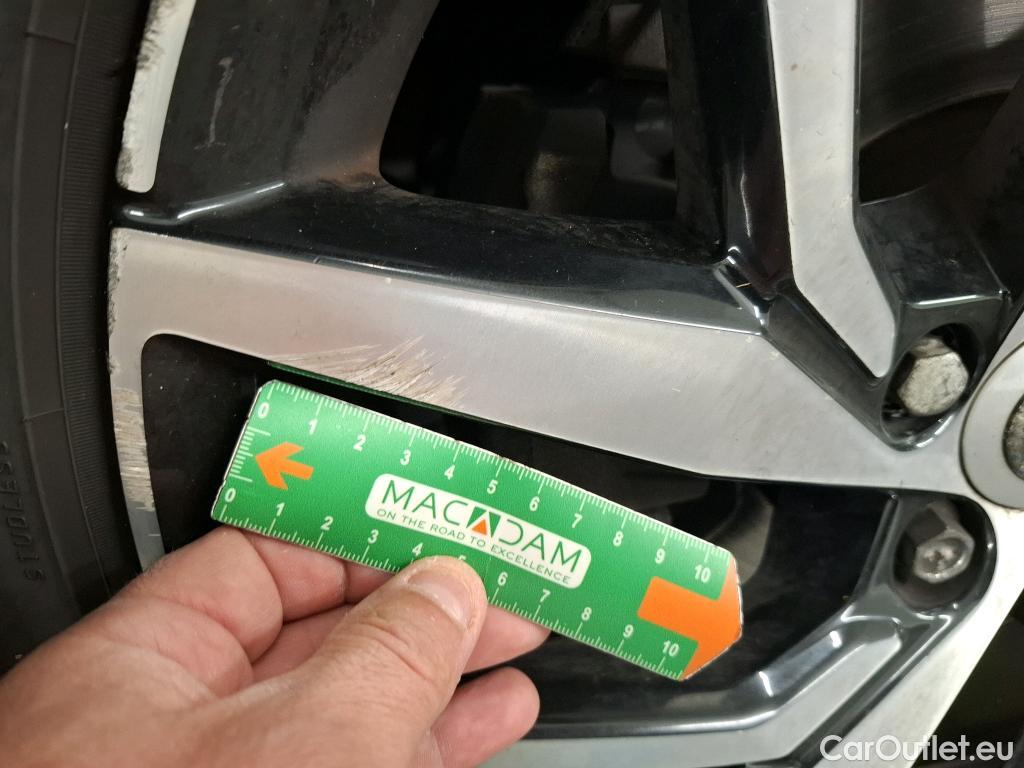 0 1 2 3 4 5 6 7 8 9 10
MACADAM
ON THE ROAD TO EXCELLENCE
0 1 2 3 4 5 6 7 8 9 10
STUDLESS
CarOutlet.eu